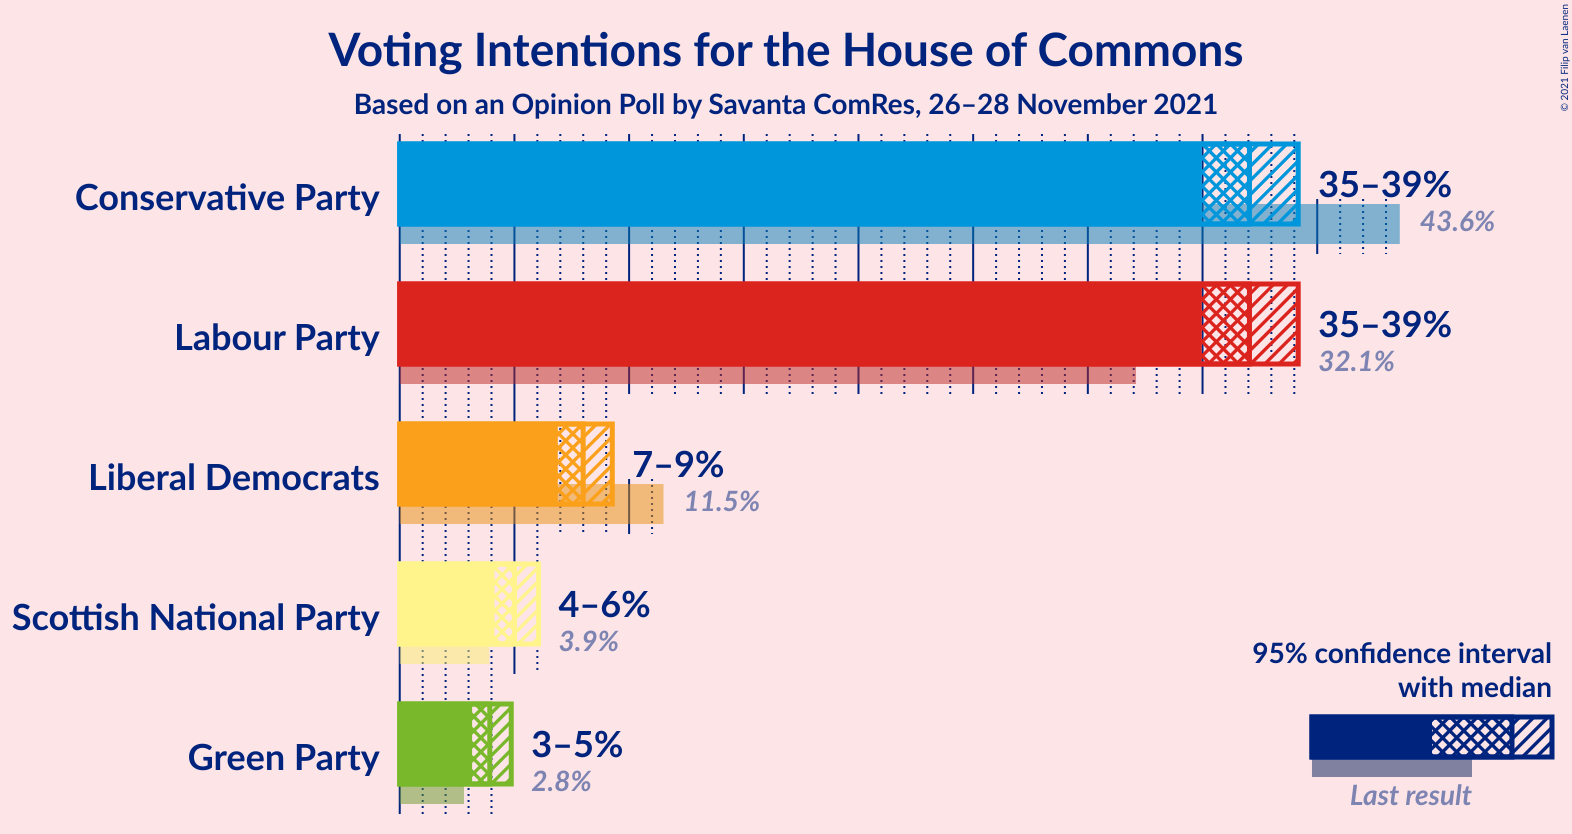 Voting Intentions for the House of Commons
Based on an Opinion Poll by Savanta ComRes, 26–28 November 2021
© 2021 Filip van Laenen
Conservative Party
35–39%
43.6%
Labour Party
35–39%
32.1%
Liberal Democrats
7–9%
11.5%
Scottish National Party
4–6%
3.9%
Green Party
3–5%
2.8%
95% confidence interval
with median
Last result